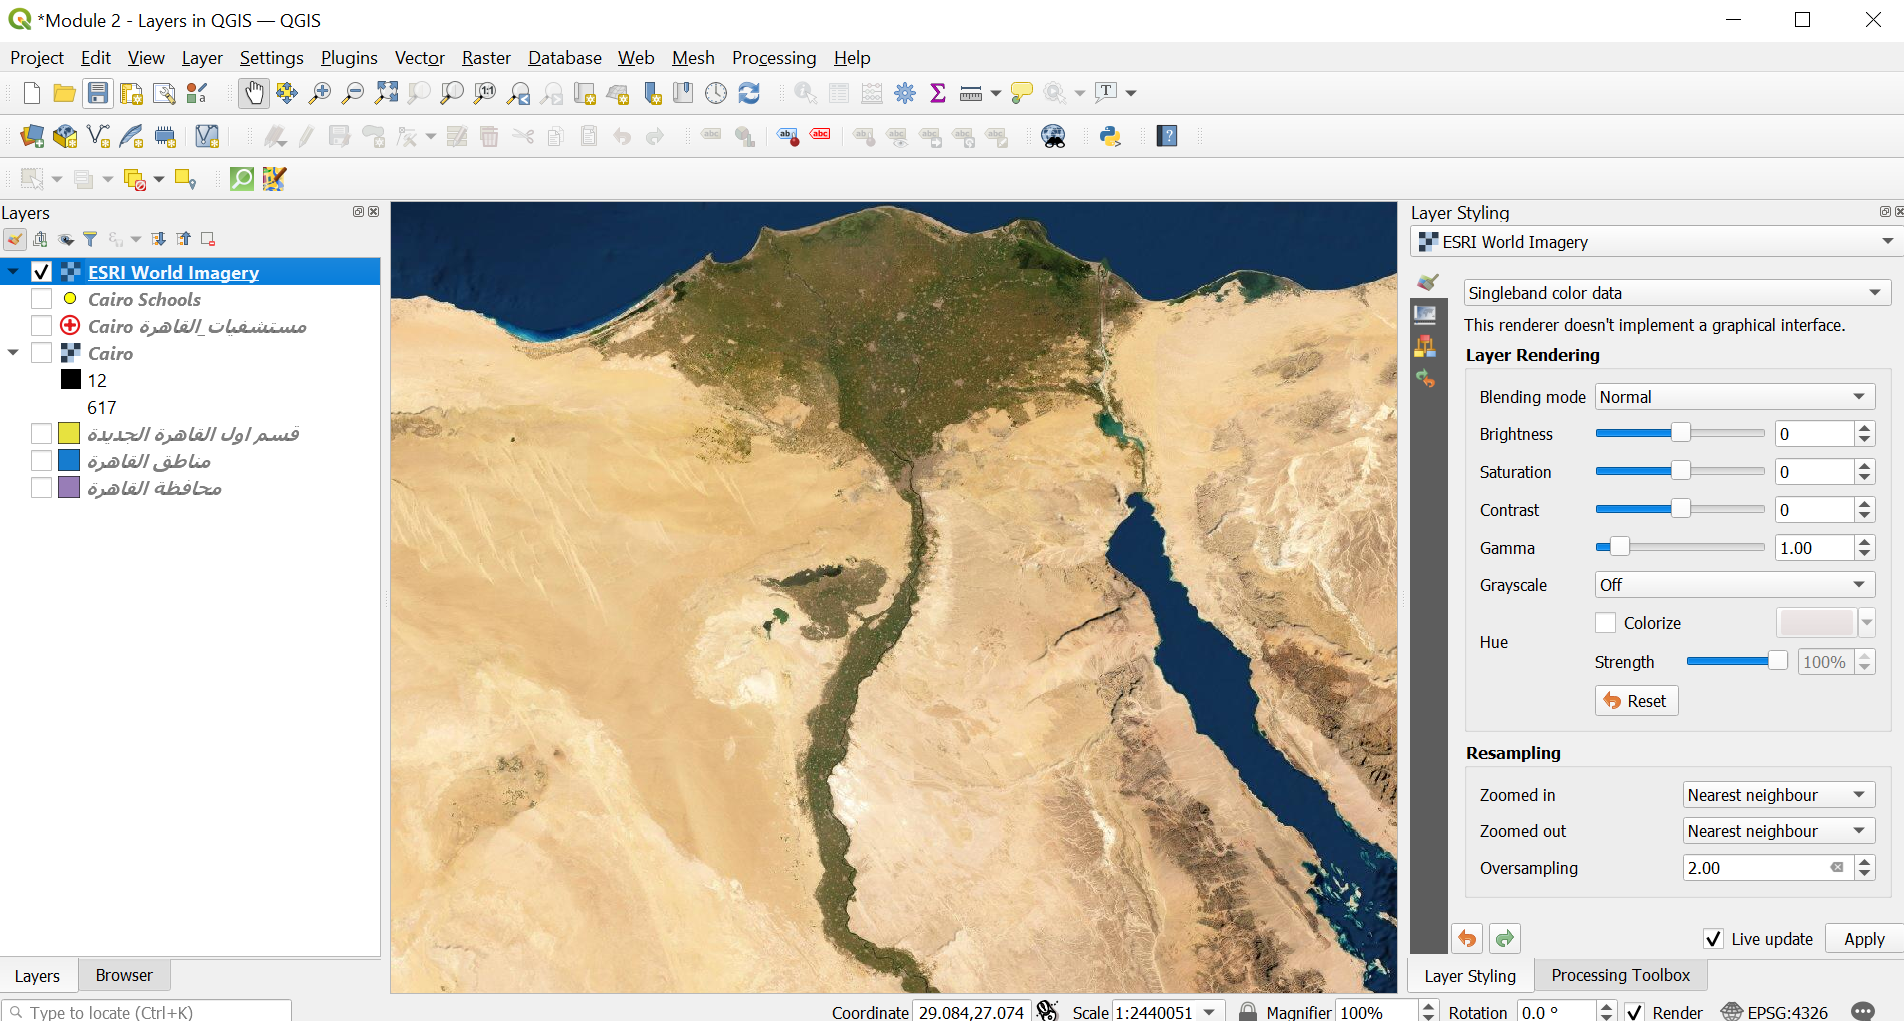 *Module 2 - Layers in QGIS — QGIS
Project Edit View Layer Settings Plugins Vector Raster Database Web Mesh Processing Help
Layers
ESRI World Imagery
Cairo Schools
Cairo مستشفيات_القاهرة
Cairo
12
617
قسم اول القاهرة الجديدة
مناطق القاهرة
محافظة القاهرة
Layers Browser
Type to locate (Ctrl+K)
Layer Styling
ESRI World Imagery
Singleband color data
This renderer doesn't implement a graphical interface.
Layer Rendering
Blending mode Normal
Brightness 0
Saturation 0
Contrast 0
Gamma 1.00
Grayscale Off
Hue Colorize
Strength 100%
Reset
Resampling
Zoomed in Nearest neighbour
Zoomed out Nearest neighbour
Oversampling 2.00
Live update Apply
Layer Styling Processing Toolbox
Coordinate 29.084,27.074 Scale 1:2440051 Magnifier 100% Rotation 0.0 ° Render EPSG:4326